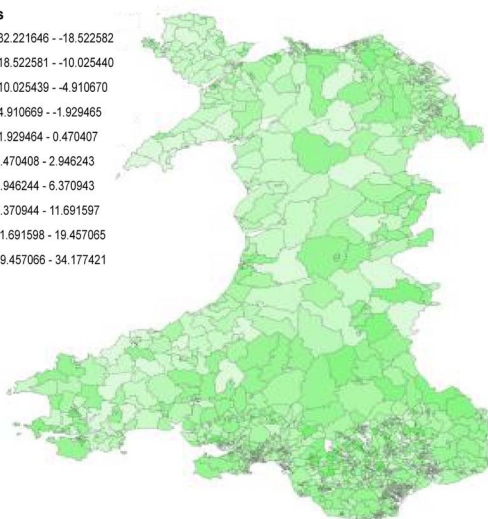 s
32.221646 - -18.522582
18.522581 - -10.025440
10.025439 - -4.910670
4.910669 - -1.929465
1.929464 - 0.470407
.470408 - 2.946243
.946244 - 6.370943
.370944 - 11.691597
1.691598 - 19.457065
9.457066 - 34.177421